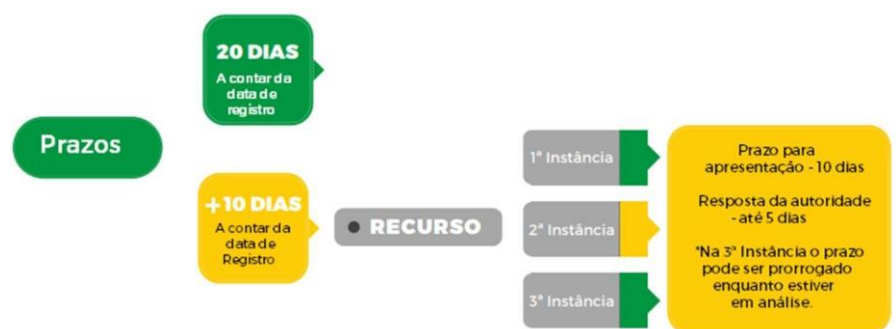 Prazos
20 DIAS
A contar da
data de
registro
+10 DIAS
A contar da
data de
Registro
• RECURSO
1ª Instância
2ª Instância
3ª Instância
Prazo para
apresentação - 10 dias
Resposta da autoridade
- até 5 dias
*Na 3ª Instância o prazo
pode ser prorrogado
enquanto estiver
em análise.